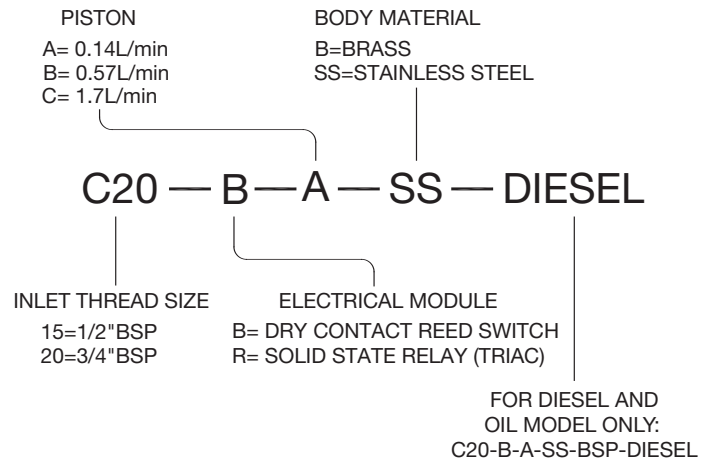 PISTON
A= 0.14L/min
B= 0.57L/min
C= 1.7L/min
BODY MATERIAL
B=BRASS
SS=STAINLESS STEEL
C20 — B — A — SS — DIESEL
INLET THREAD SIZE
15=1/2"BSP
20=3/4"BSP
ELECTRICAL MODULE
B= DRY CONTACT REED SWITCH
R= SOLID STATE RELAY (TRIAC)
FOR DIESEL AND
OIL MODEL ONLY:
C20-B-A-SS-BSP-DIESEL